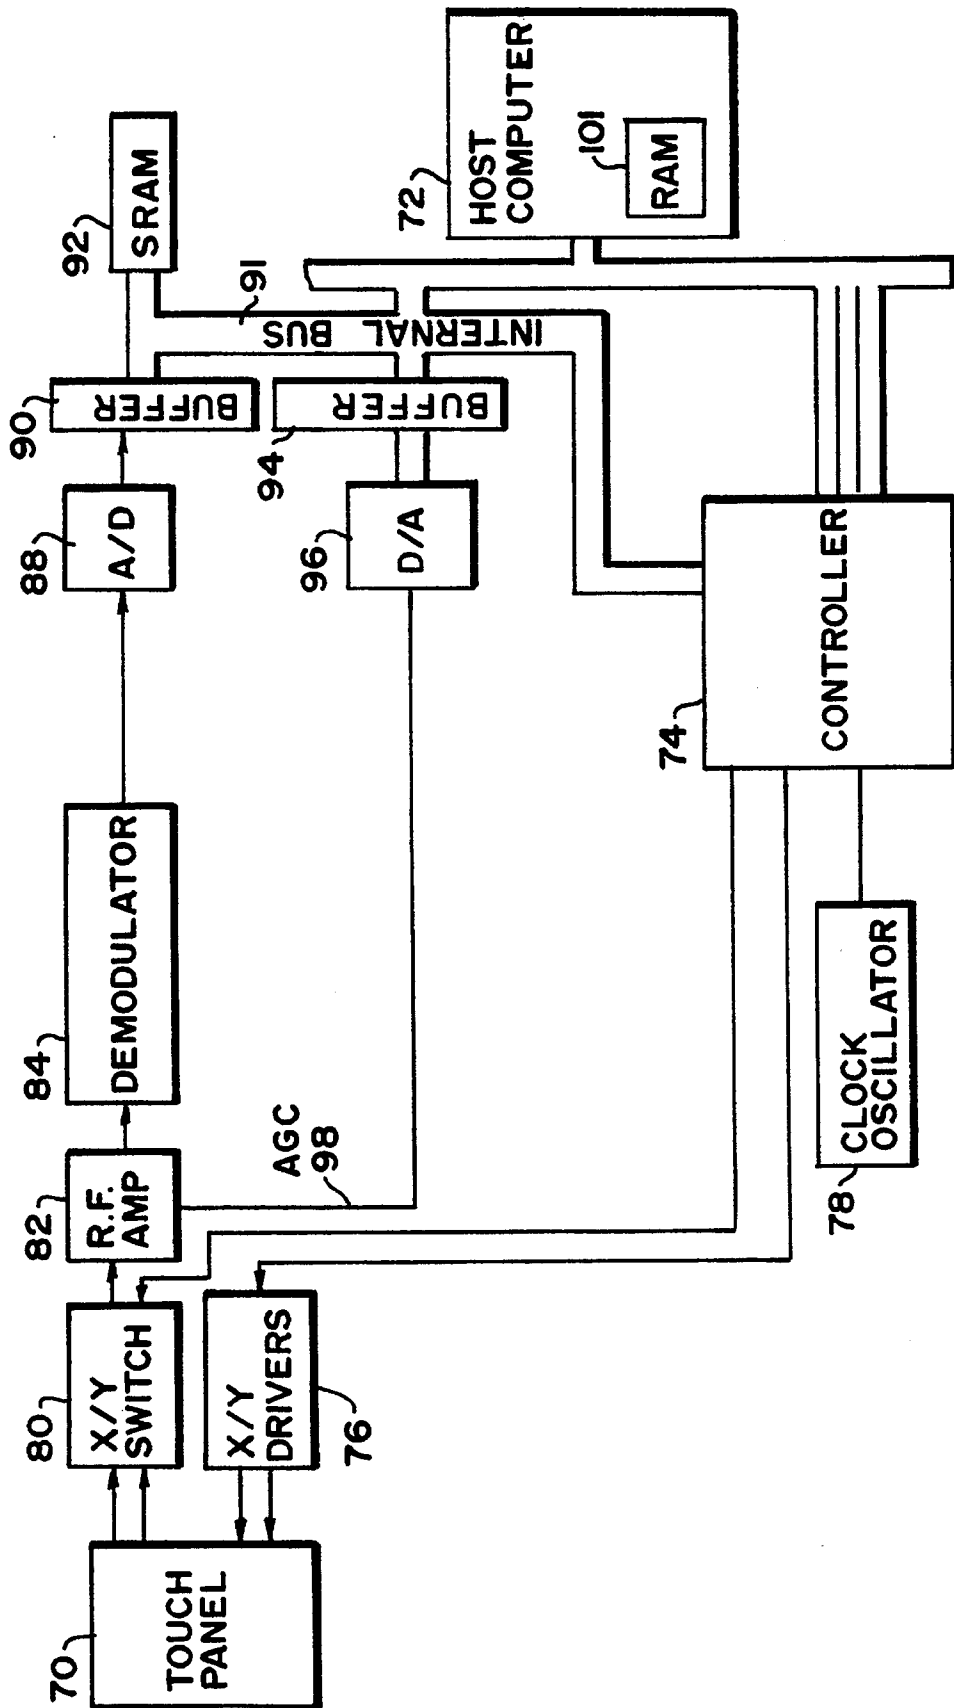 70
TOUCH
PANEL
80
X/Y
SWITCH
X/Y
DRIVERS
76
82
R.F.
AMP
AGC
98
84
DEMODULATOR
88
A/D
90
BUFFER
92
SRAM
91
INTERNAL
BUS
94
BUFFER
96
D/A
72
HOST
COMPUTER
101
RAM
74
CONTROLLER
78
CLOCK
OSCILLATOR